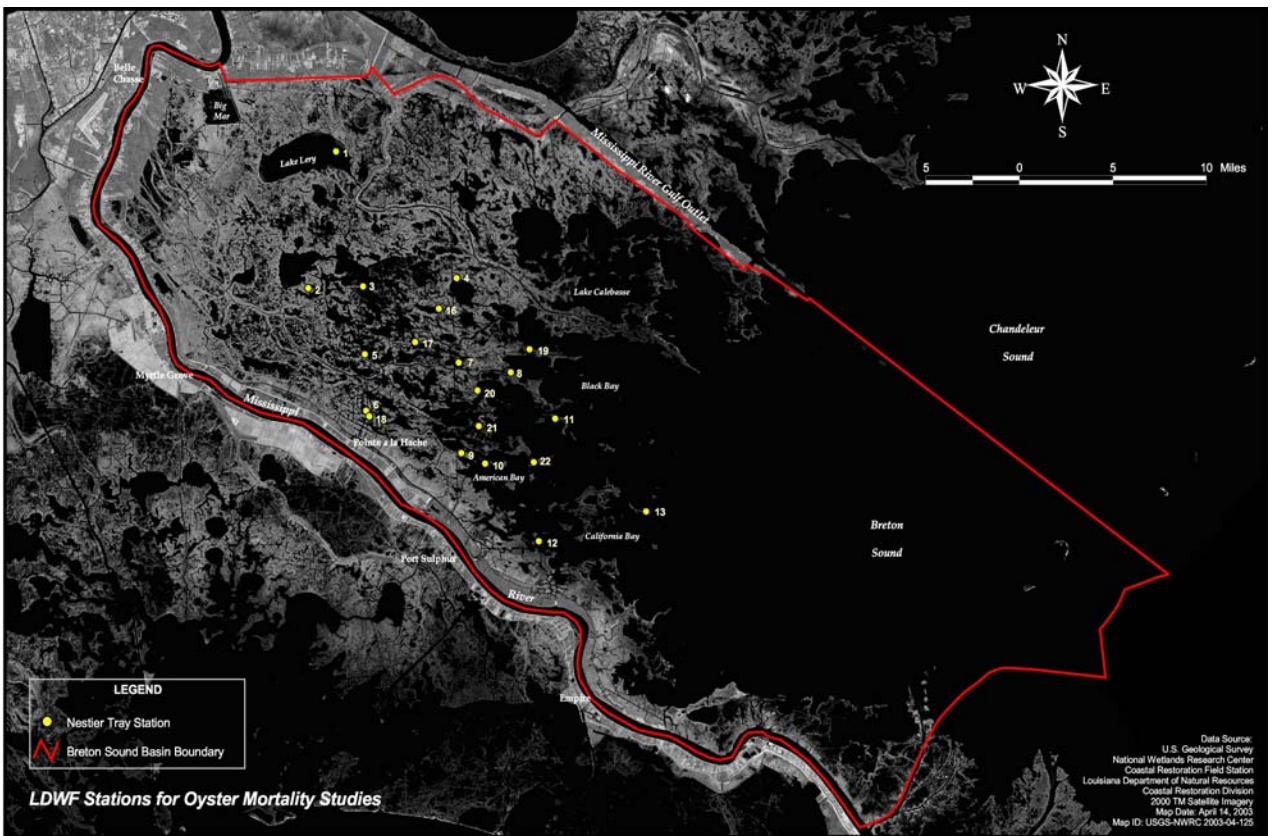 Belle
Chasse
Big
Mar
N
W E
S
Lake Lery
1
Mississippi River Gulf Outlet
5 0 5 10 Miles
2
3
4
Lake Calebasse
16
Chandeleur
Sound
17
5
19
7
8
Myrtle Grove
Mississippi
20
Black Bay
6
18
11
21
Pointe a la Hache
9
10
22
American Bay
13
Breton
Sound
12
California Bay
Port Sulphur
River
Empire
LEGEND
Nestier Tray Station
Breton Sound Basin Boundary
LDWF Stations for Oyster Mortality Studies
Data Source:
U.S. Geological Survey
National Wetlands Research Center
Coastal Restoration Field Station
Louisiana Department of Natural Resources
Coastal Restoration Division
2000 TM Satellite Imagery
Map Date: April 14, 2003
Map ID: USGS-NWRC 2003-04-125